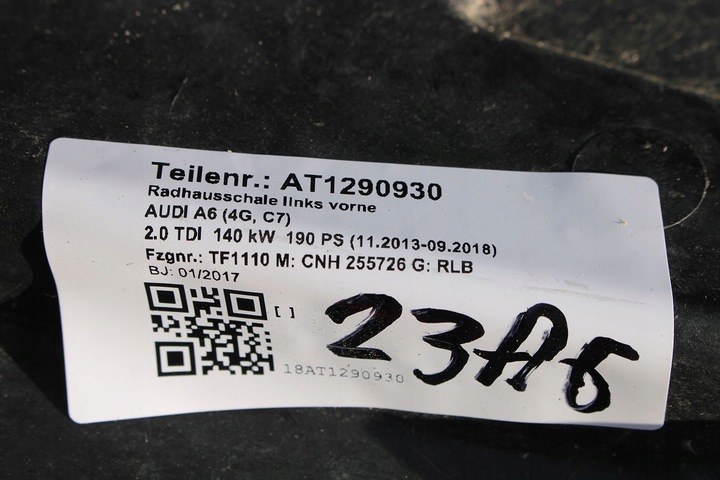 Teilenr.: AT1290930
Radhausschale links vorne
AUDI A6 (4G, C7)
2.0 TDI 140 kW 190 PS (11.2013-09.2018)
Fzgnr.: TF1110 M: CNH 255726 G: RLB
BJ: 01/2017
[ ]
18AT1290930
23A6